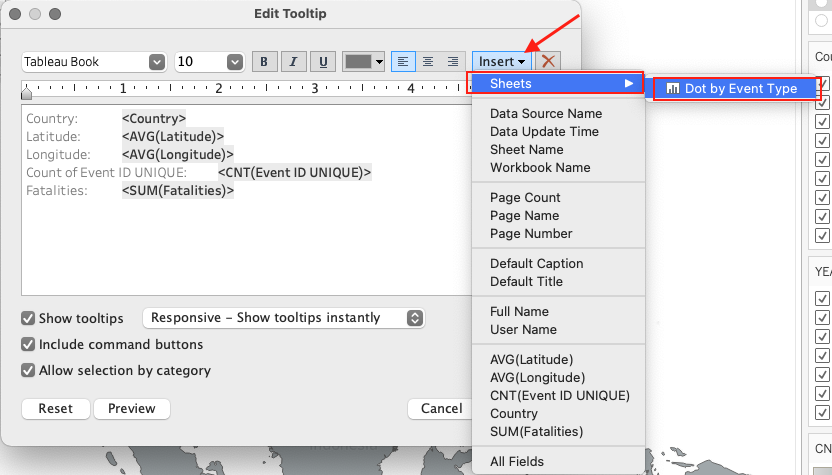 Edit Tooltip
Tableau Book
10
B
I
U
Insert
1
2
3
4
Country: <Country>
Latitude: <AVG(Latitude)>
Longitude: <AVG(Longitude)>
Count of Event ID UNIQUE: <CNT(Event ID UNIQUE)>
Fatalities: <SUM(Fatalities)>
Show tooltips
Responsive – Show tooltips instantly
Include command buttons
Allow selection by category
Reset
Preview
Cancel
Sheets
Dot by Event Type
Data Source Name
Data Update Time
Sheet Name
Workbook Name
Page Count
Page Name
Page Number
Default Caption
Default Title
Full Name
User Name
AVG(Latitude)
AVG(Longitude)
CNT(Event ID UNIQUE)
Country
SUM(Fatalities)
All Fields
Cou
YEA
CN